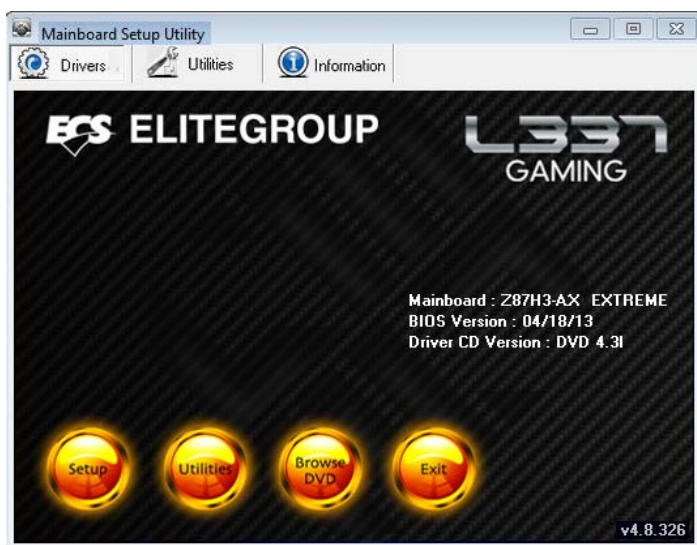 Mainboard Setup Utility
Drivers
Utilities
Information
ECS ELITEGROUP
L337
GAMING
Mainboard : Z87H3-AX EXTREME
BIOS Version : 04/18/13
Driver CD Version : DVD 4.3I
Setup
Utilities
Browse
DVD
Exit
v4.8.326